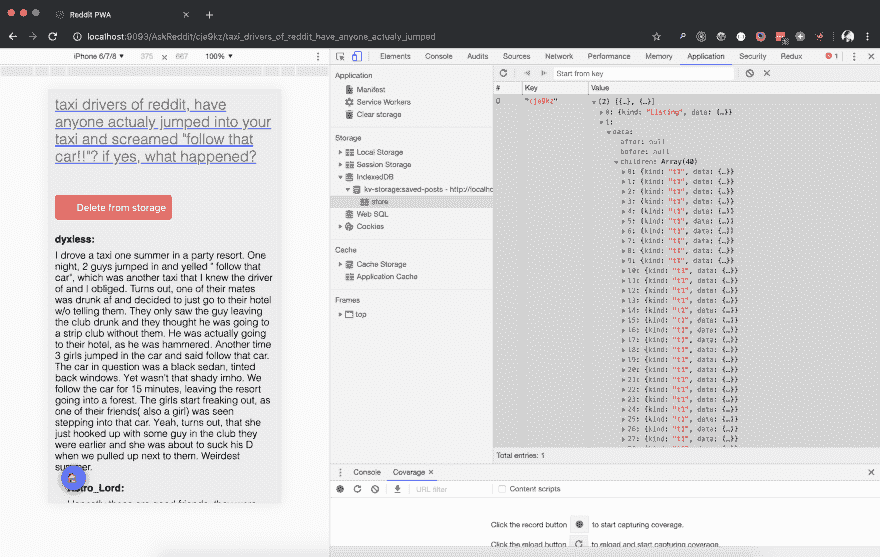 Reddit PWA
localhost:9093/AskReddit/cja9kz/taxi_drivers_of_reddit_have_anyone_actualy_jumped
iPhone 6/7/8 ▾ 375 × 667 100% ▾
Elements Console Audits Sources Network Performance Memory Application Security Redux 1
taxi drivers of reddit, have
anyone actualy jumped into your
taxi and screamed "follow that
car!!"? if yes, what happened?
Delete from storage
dyxless:
I drove a taxi one summer in a party resort. One
night, 2 guys jumped in and yelled " follow that
car", which was another taxi that I knew the driver
of and I obliged. Turns out, one of their mates
was drunk af and decided to just go to their hotel
w/o telling them. They only saw the guy leaving
the club drunk and they thought he was going to
a strip club without them. He was actually going
to their hotel, as he was hammered. Another time
3 girls jumped in the car and said follow that car.
The car in question was a black sedan, tinted
back windows. Yet wasn't that shady imho. We
follow the car for 15 minutes, leaving the resort
going into a forest. The girls start freaking out, as
one of their friends( also a girl) was seen
stepping into that car. Yeah, turns out, that she
just hooked up with some guy in the club they
were earlier and she was about to suck his D
when we pulled up next to them. Weirdest
summer.
Application
Manifest
Service Workers
Clear storage
Storage
Local Storage
Session Storage
IndexedDB
kv-storage:saved-posts - http://localho
store
Web SQL
Cookies
Cache
Cache Storage
Application Cache
Frames
top
Start from key
# Key Value
0 "cja9kz" (2) [{…}, {…}]
0: {kind: "Listing", data: {…}}
1:
data:
after: null
before: null
children: Array(40)
0: {kind: "t1", data: {…}}
1: {kind: "t1", data: {…}}
2: {kind: "t1", data: {…}}
3: {kind: "t1", data: {…}}
4: {kind: "t1", data: {…}}
5: {kind: "t1", data: {…}}
6: {kind: "t1", data: {…}}
7: {kind: "t1", data: {…}}
8: {kind: "t1", data: {…}}
9: {kind: "t1", data: {…}}
10: {kind: "t1", data: {…}}
11: {kind: "t1", data: {…}}
12: {kind: "t1", data: {…}}
13: {kind: "t1", data: {…}}
14: {kind: "t1", data: {…}}
15: {kind: "t1", data: {…}}
16: {kind: "t1", data: {…}}
17: {kind: "t1", data: {…}}
18: {kind: "t1", data: {…}}
19: {kind: "t1", data: {…}}
20: {kind: "t1", data: {…}}
21: {kind: "t1", data: {…}}
22: {kind: "t1", data: {…}}
23: {kind: "t1", data: {…}}
24: {kind: "t1", data: {…}}
25: {kind: "t1", data: {…}}
26: {kind: "t1", data: {…}}
27: {kind: "t1", data: {…}}
Total entries: 1
Console Coverage ×
URL filter Content scripts
Click the record button to start capturing coverage.
Click the reload button to reload and start capturing coverage.